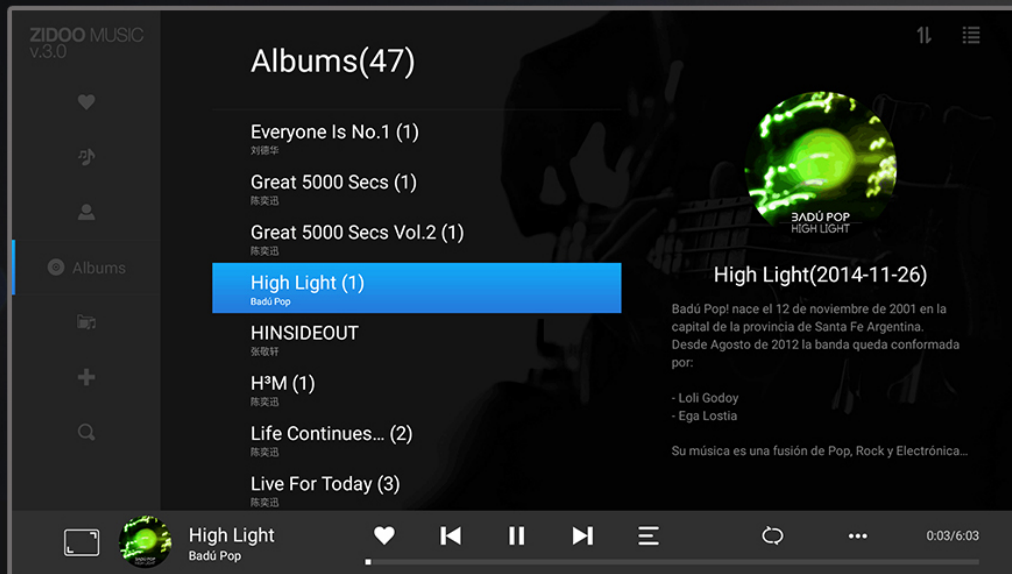 ZIDOO MUSIC
v.3.0
Albums
Albums(47)
Everyone Is No.1 (1)
刘德华
Great 5000 Secs (1)
陈奕迅
Great 5000 Secs Vol.2 (1)
陈奕迅
High Light (1)
Badú Pop
HINSIDEOUT
张敬轩
H³M (1)
陈奕迅
Life Continues... (2)
陈奕迅
Live For Today (3)
陈奕迅
BADÚ POP
HIGH LIGHT
High Light(2014-11-26)
Badú Pop! nace el 12 de noviembre de 2001 en la
capital de la provincia de Santa Fe Argentina.
Desde Agosto de 2012 la banda queda conformada
por:
- Loli Godoy
- Ega Lostia
Su música es una fusión de Pop, Rock y Electrónica...
High Light
Badú Pop
0:03/6:03